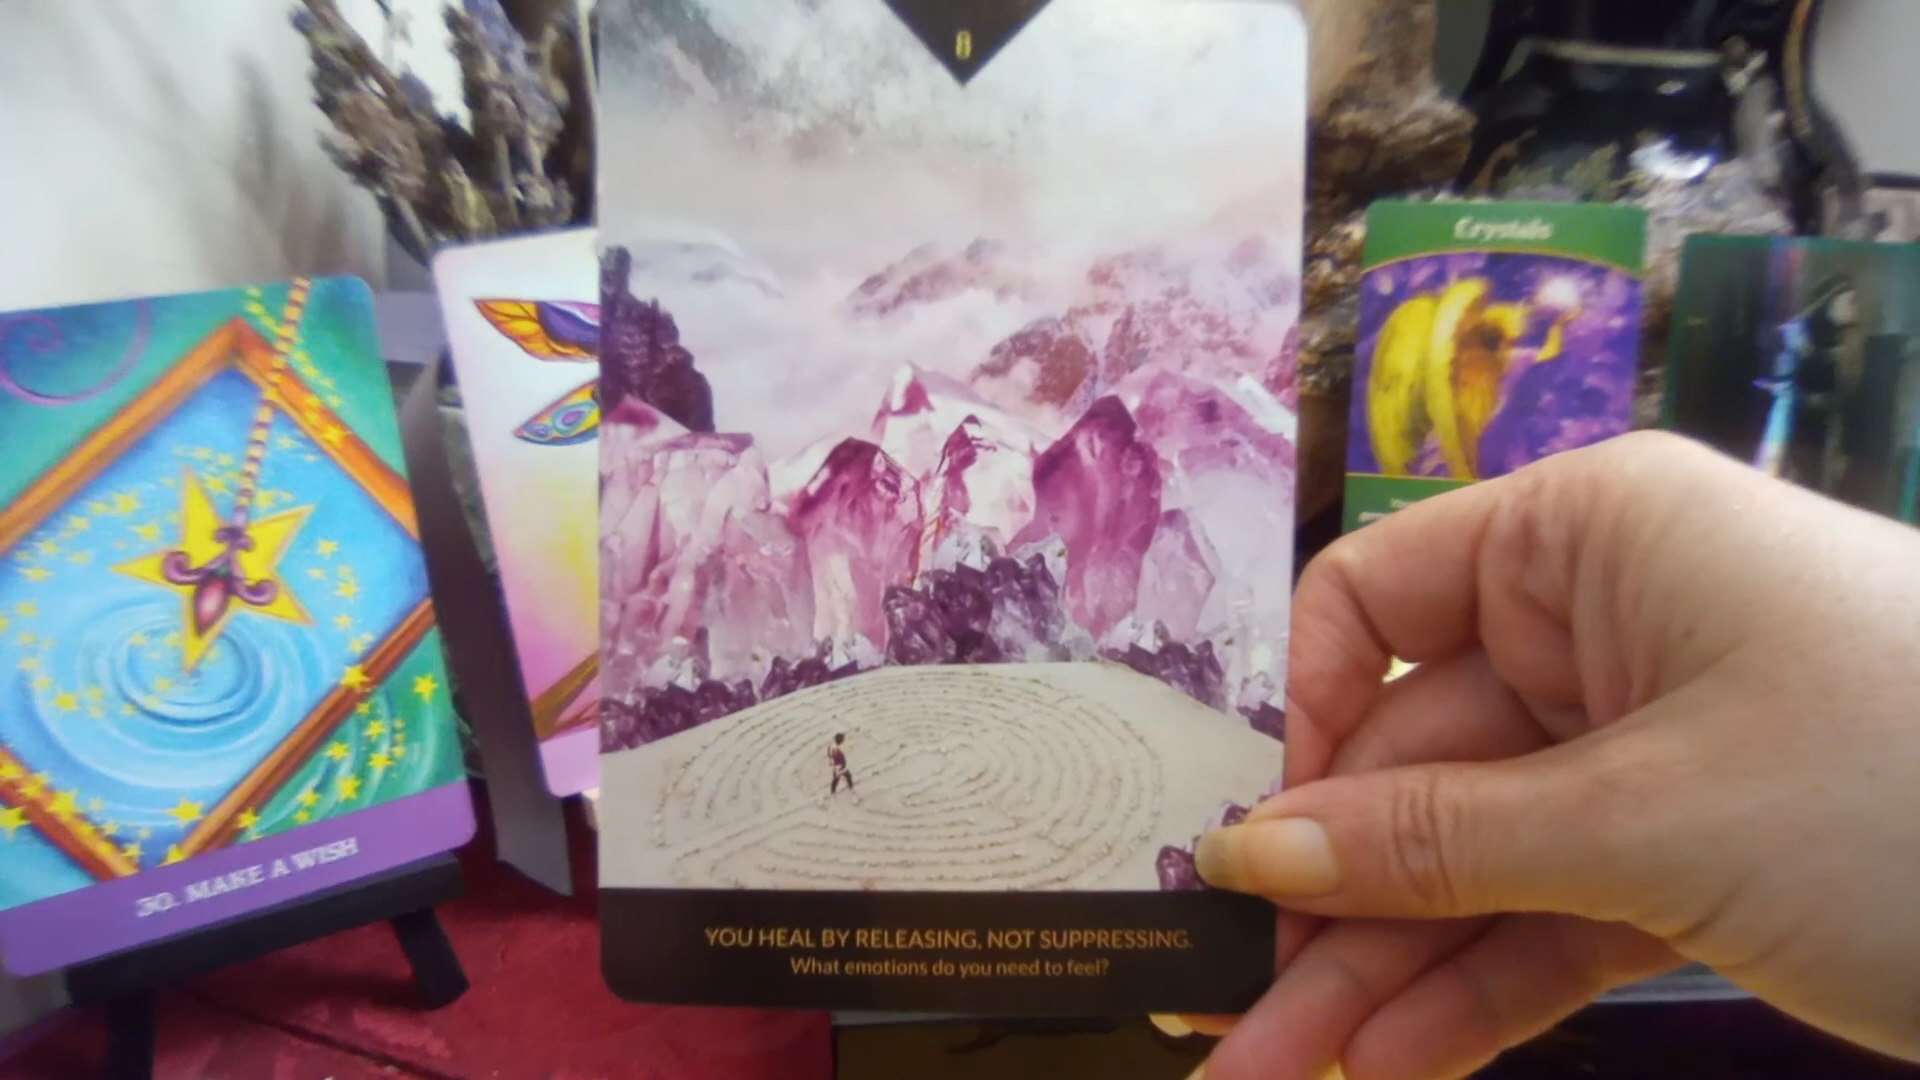 8
YOU HEAL BY RELEASING, NOT SUPPRESSING.
What emotions do you need to feel?
30. MAKE A WISH
Crystals